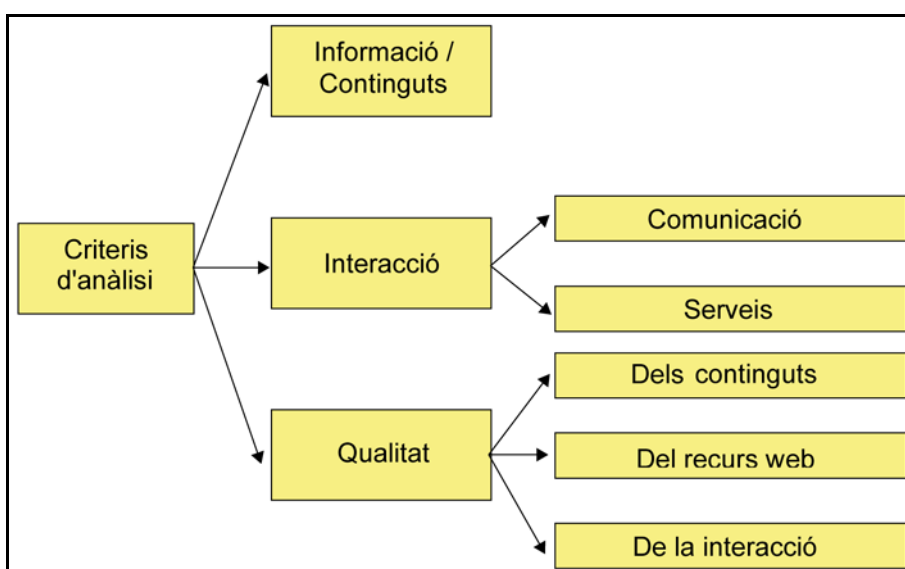 Informació /
Continguts
Criteris
d'anàlisi
Interacció
Comunicació
Serveis
Qualitat
Dels continguts
Del recurs web
De la interacció